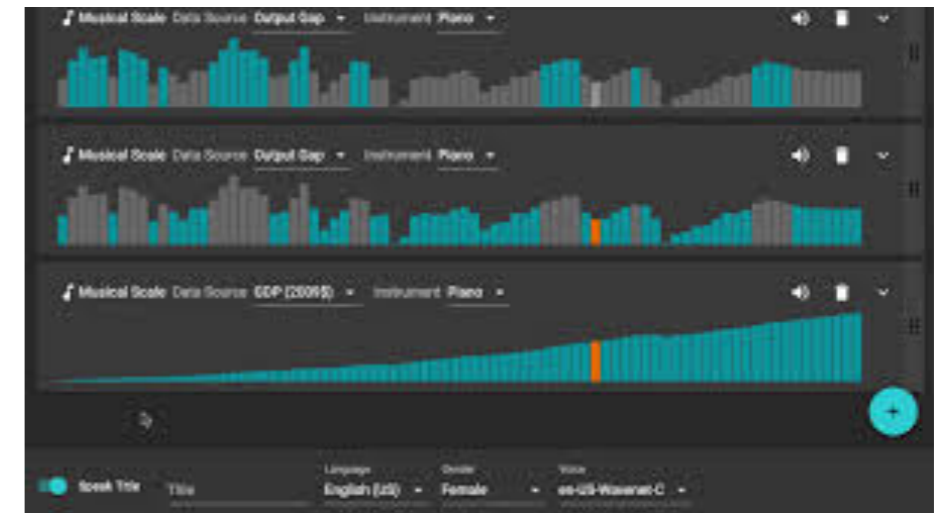 Musical Scale Data Source Output Gap Instrument Piano
Musical Scale Data Source Output Gap Instrument Piano
Musical Scale Data Source GDP (2009$) Instrument Piano
+
Language Gender Voice
Speak Title Title English (US) Female en-US-Wavenet-C